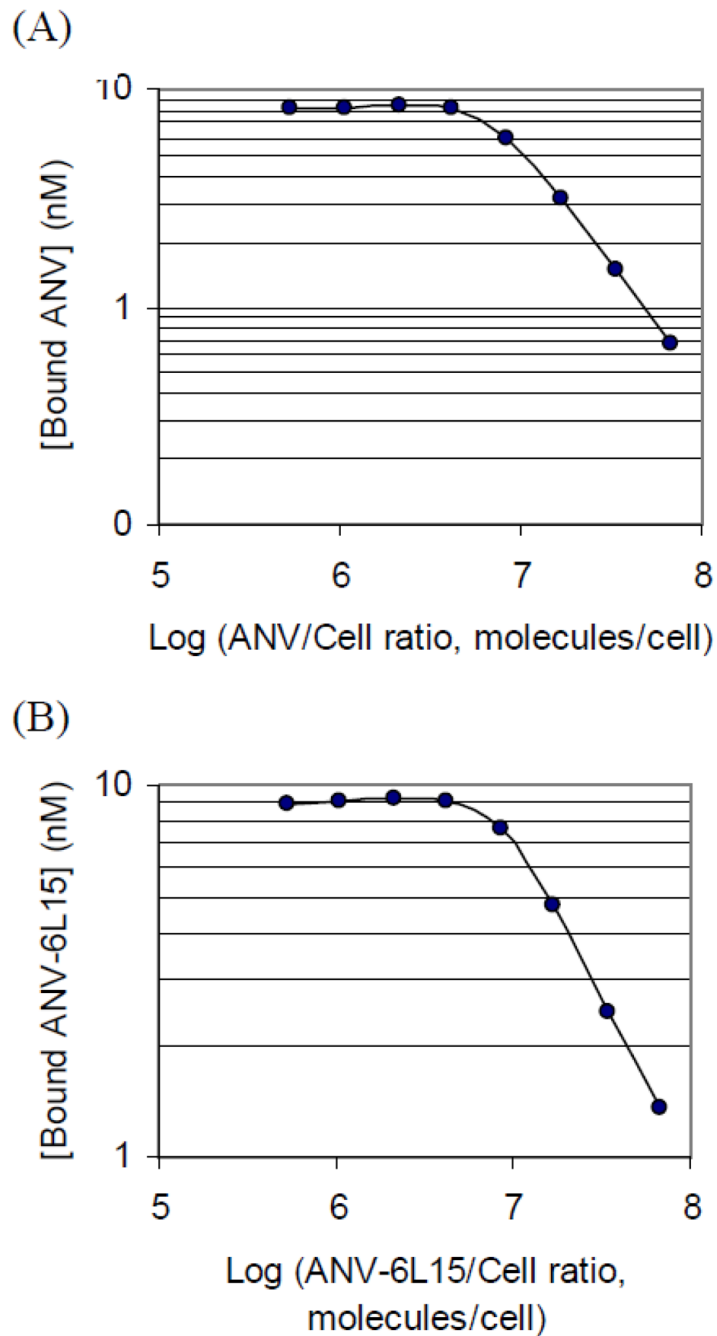 (A)
10
1
0
[Bound ANV] (nM)
5 6 7 8
Log (ANV/Cell ratio, molecules/cell)
(B)
10
1
[Bound ANV-6L15] (nM)
5 6 7 8
Log (ANV-6L15/Cell ratio,
molecules/cell)